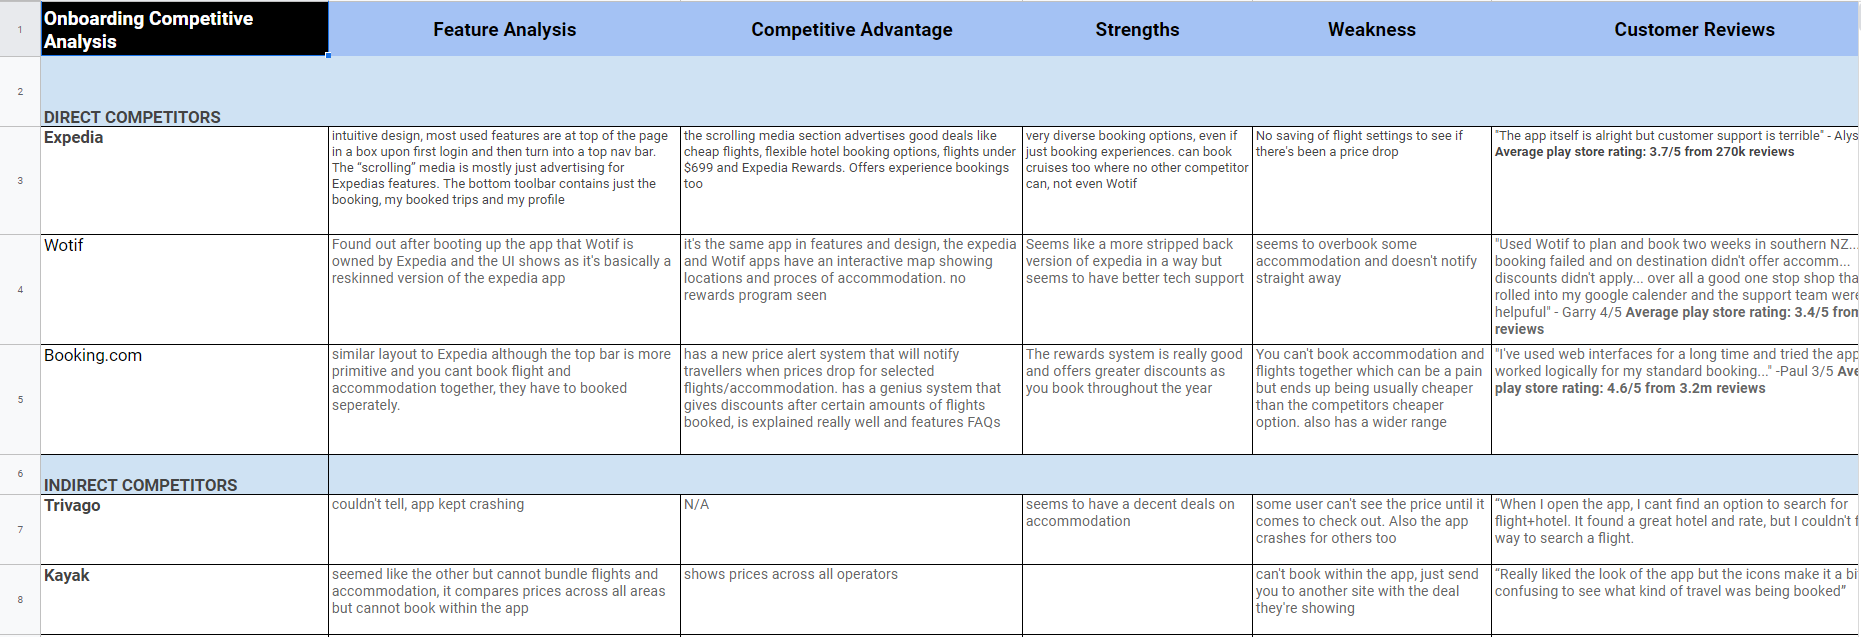 1
Onboarding Competitive
Analysis
Feature Analysis
Competitive Advantage
Strengths
Weakness
Customer Reviews
2
DIRECT COMPETITORS
3
Expedia
intuitive design, most used features are at top of the page
in a box upon first login and then turn into a top nav bar.
The “scrolling” media is mostly just advertising for
Expedias features. The bottom toolbar contains just the
booking, my booked trips and my profile
the scrolling media section advertises good deals like
cheap flights, flexible hotel booking options, flights under
$699 and Expedia Rewards. Offers experience bookings
too
very diverse booking options, even if
just booking experiences. can book
cruises too where no other competitor
can, not even Wotif
No saving of flight settings to see if
there's been a price drop
"The app itself is alright but customer support is terrible" - Alys
Average play store rating: 3.7/5 from 270k reviews
4
Wotif
Found out after booting up the app that Wotif is
owned by Expedia and the UI shows as it's basically a
reskinned version of the expedia app
it's the same app in features and design, the expedia
and Wotif apps have an interactive map showing
locations and proces of accommodation. no
rewards program seen
Seems like a more stripped back
version of expedia in a way but
seems to have better tech support
seems to overbook some
accommodation and doesn't notify
straight away
"Used Wotif to plan and book two weeks in southern NZ...
booking failed and on destination didn't offer accomm...
discounts didn't apply... over all a good one stop shop tha
rolled into my google calender and the support team were
helpuful" - Garry 4/5 Average play store rating: 3.4/5 from
reviews
5
Booking.com
similar layout to Expedia although the top bar is more
primitive and you cant book flight and
accommodation together, they have to booked
seperately.
has a new price alert system that will notify
travellers when prices drop for selected
flights/accommodation. has a genius system that
gives discounts after certain amounts of flights
booked, is explained really well and features FAQs
The rewards system is really good
and offers greater discounts as
you book throughout the year
You can't book accommodation and
flights together which can be a pain
but ends up being usually cheaper
than the competitors cheaper
option. also has a wider range
"I've used web interfaces for a long time and tried the app
worked logically for my standard booking..." -Paul 3/5 Ave
play store rating: 4.6/5 from 3.2m reviews
6
INDIRECT COMPETITORS
7
Trivago
couldn't tell, app kept crashing
N/A
seems to have a decent deals on
accommodation
some user can't see the price until it
comes to check out. Also the app
crashes for others too
“When I open the app, I cant find an option to search for
flight+hotel. It found a great hotel and rate, but I couldn't f
way to search a flight.
8
Kayak
seemed like the other but cannot bundle flights and
accommodation, it compares prices across all areas
but cannot book within the app
shows prices across all operators
can't book within the app, just send
you to another site with the deal
they're showing
“Really liked the look of the app but the icons make it a bi
confusing to see what kind of travel was being booked”